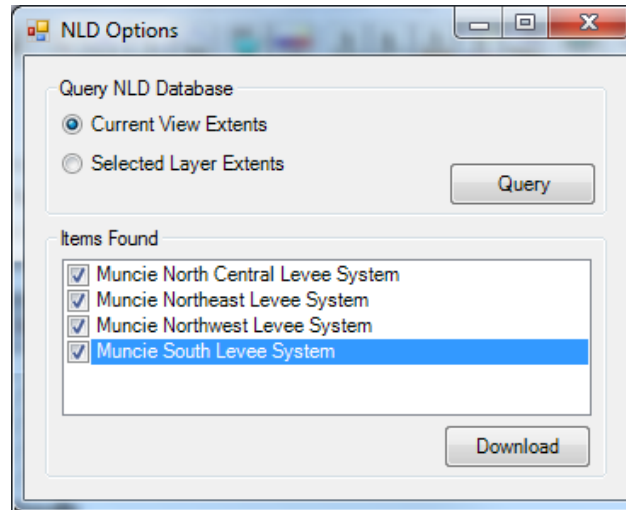 NLD Options
Query NLD Database
Current View Extents
Selected Layer Extents
Query
Items Found
Muncie North Central Levee System
Muncie Northeast Levee System
Muncie Northwest Levee System
Muncie South Levee System
Download